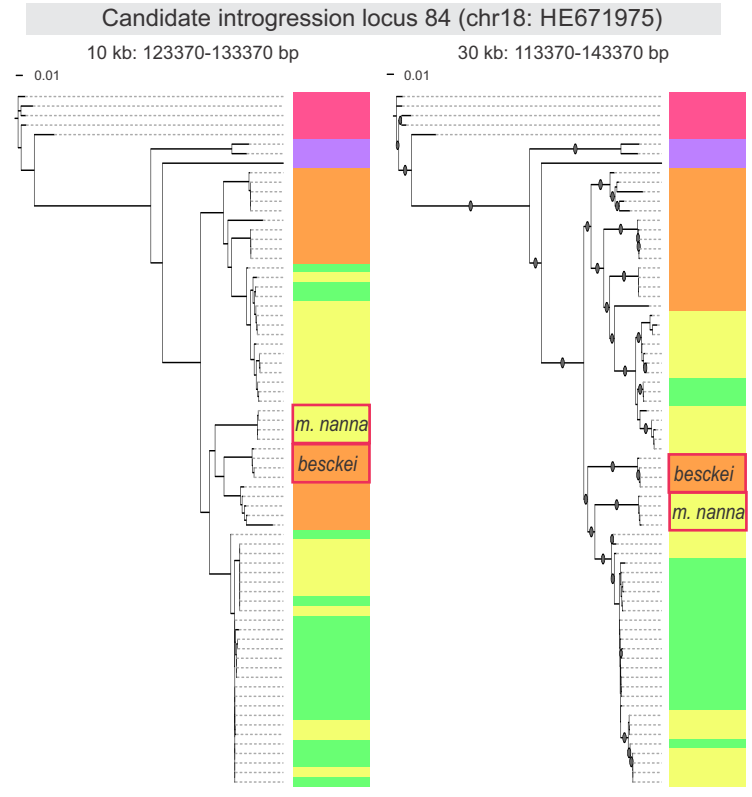 Candidate introgression locus 84 (chr18: HE671975)
10 kb: 123370-133370 bp
30 kb: 113370-143370 bp
0.01
0.01
m. nanna
besckei
besckei
m. nanna